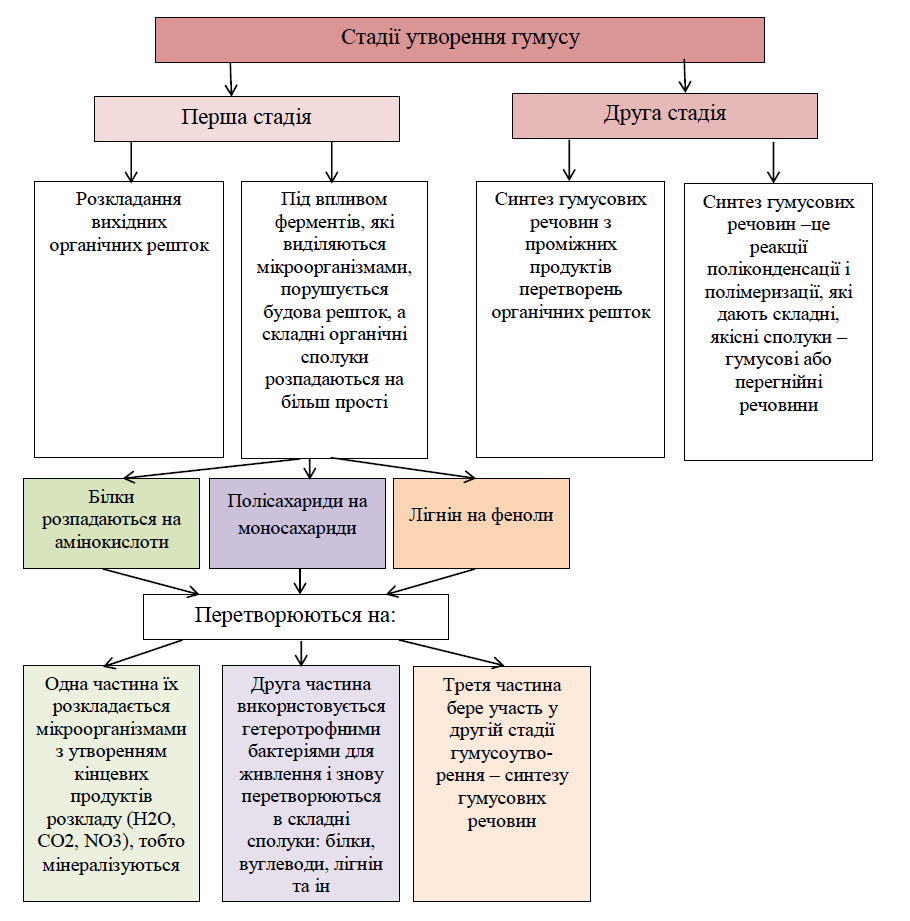 Стадії утворення гумусу
Перша стадія
Друга стадія
Розкладання
вихідних
органічних решток
Під впливом
ферментів, які
виділяються
мікроорганізмами,
порушується
будова решток, а
складні органічні
сполуки
розпадаються на
більш прості
Синтез гумусових
речовин з
проміжних
продуктів
перетворень
органічних решток
Синтез гумусових
речовин –це
реакції
поліконденсації і
полімеризації, які
дають складні,
якісні сполуки –
гумусові або
перегнійні
речовини
Білки
розпадаються на
амінокислоти
Полісахариди на
моносахариди
Лігнін на феноли
Перетворюються на:
Одна частина їх
розкладається
мікроорганізмами
з утворенням
кінцевих
продуктів
розкладу (H2O,
CO2, NO3), тобто
мінералізуються
Друга частина
використовується
гетеротрофними
бактеріями для
живлення і знову
перетворюються
в складні
сполуки: білки,
вуглеводи, лігнін
та ін
Третя частина
бере участь у
другій стадії
гумусоутво-
рення – синтезу
гумусових
речовин